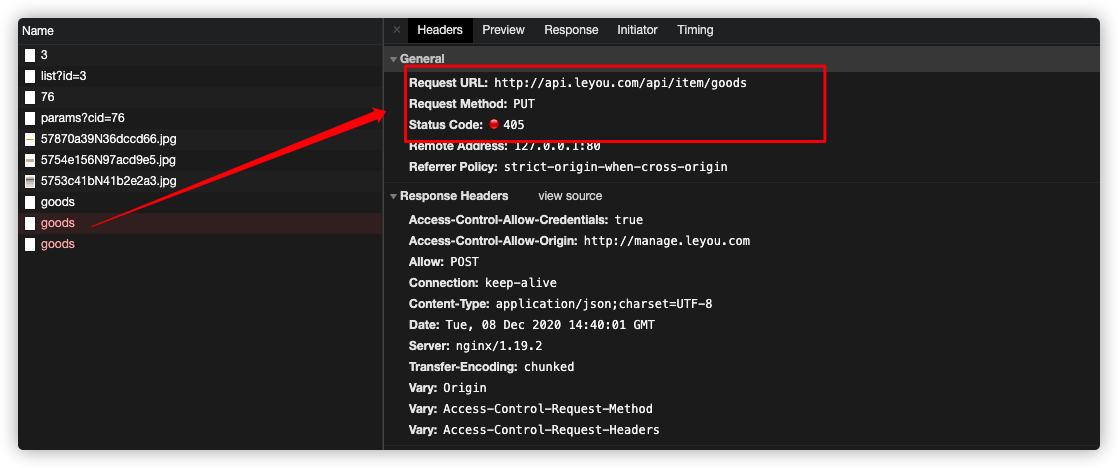 Name
3
list?id=3
76
params?cid=76
57870a39N36dccd66.jpg
5754e156N97acd9e5.jpg
5753c41bN41b2e2a3.jpg
goods
goods
goods
× Headers Preview Response Initiator Timing
General
Request URL: http://api.leyou.com/api/item/goods
Request Method: PUT
Status Code: 405
Remote Address: 127.0.0.1:80
Referrer Policy: strict-origin-when-cross-origin
Response Headers view source
Access-Control-Allow-Credentials: true
Access-Control-Allow-Origin: http://manage.leyou.com
Allow: POST
Connection: keep-alive
Content-Type: application/json;charset=UTF-8
Date: Tue, 08 Dec 2020 14:40:01 GMT
Server: nginx/1.19.2
Transfer-Encoding: chunked
Vary: Origin
Vary: Access-Control-Request-Method
Vary: Access-Control-Request-Headers